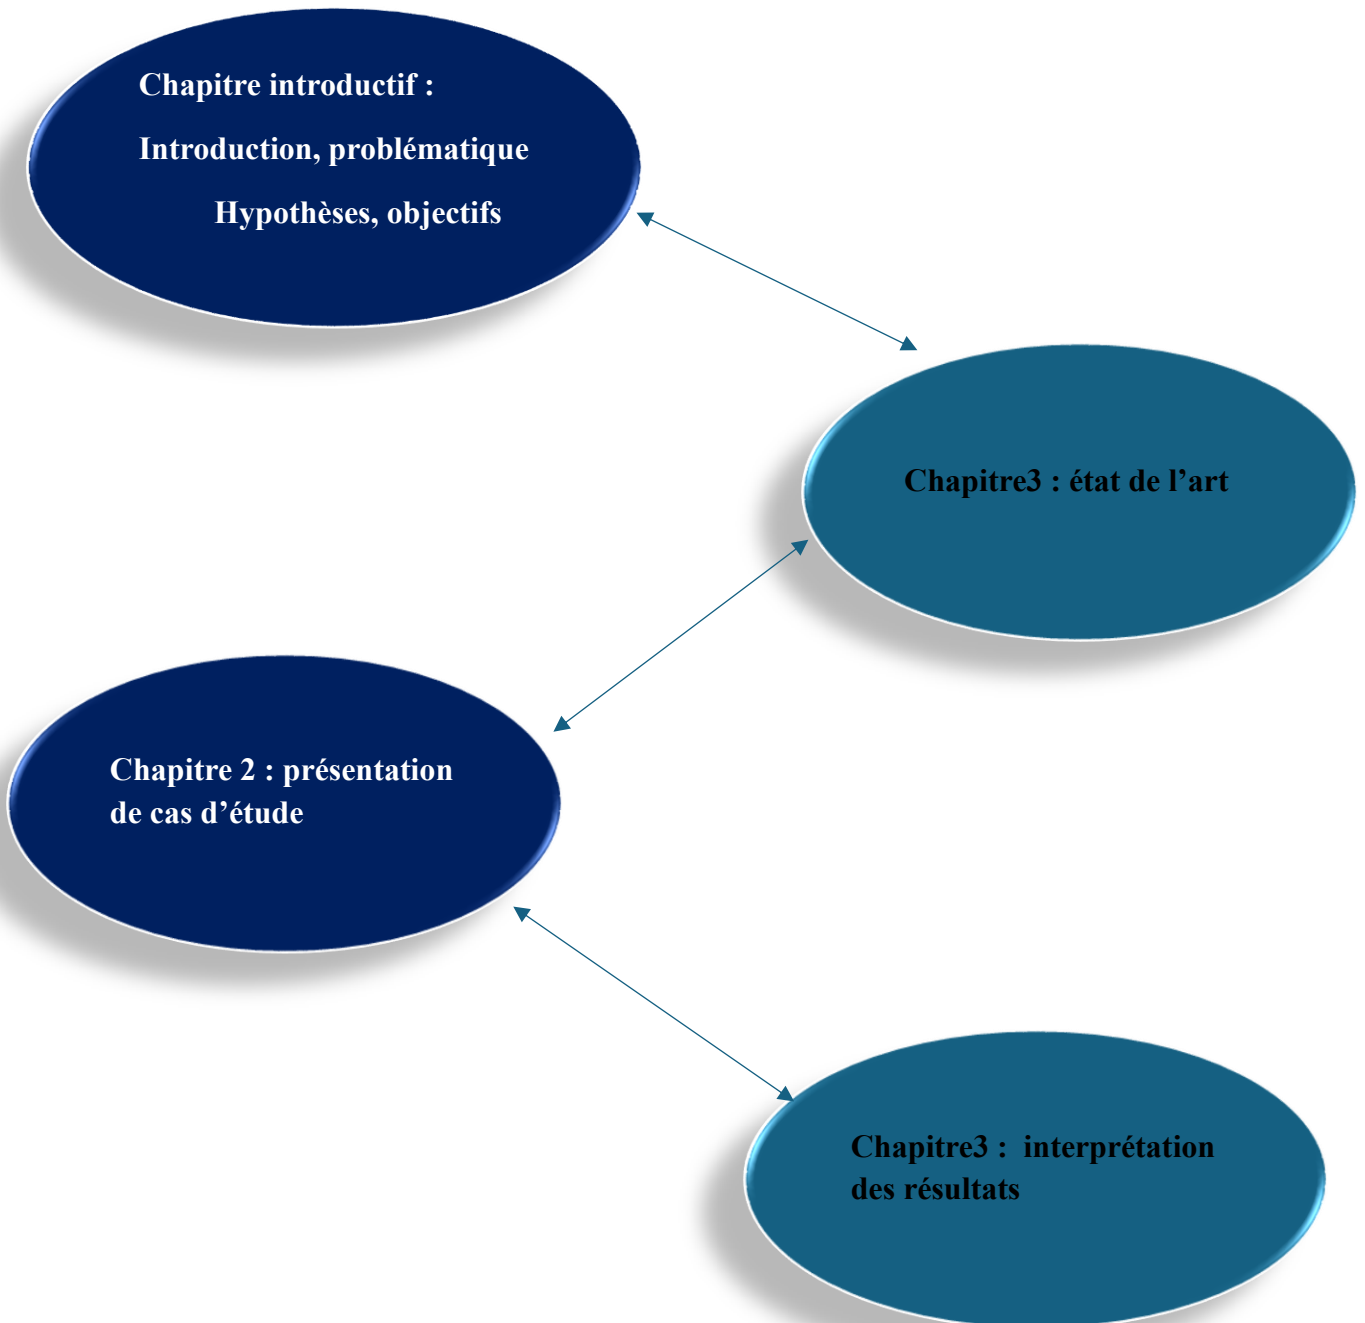 Chapitre introductif :
Introduction, problématique
Hypothèses, objectifs
Chapitre3 : état de l’art
Chapitre 2 : présentation
de cas d’étude
Chapitre3 :  interprétation
des résultats